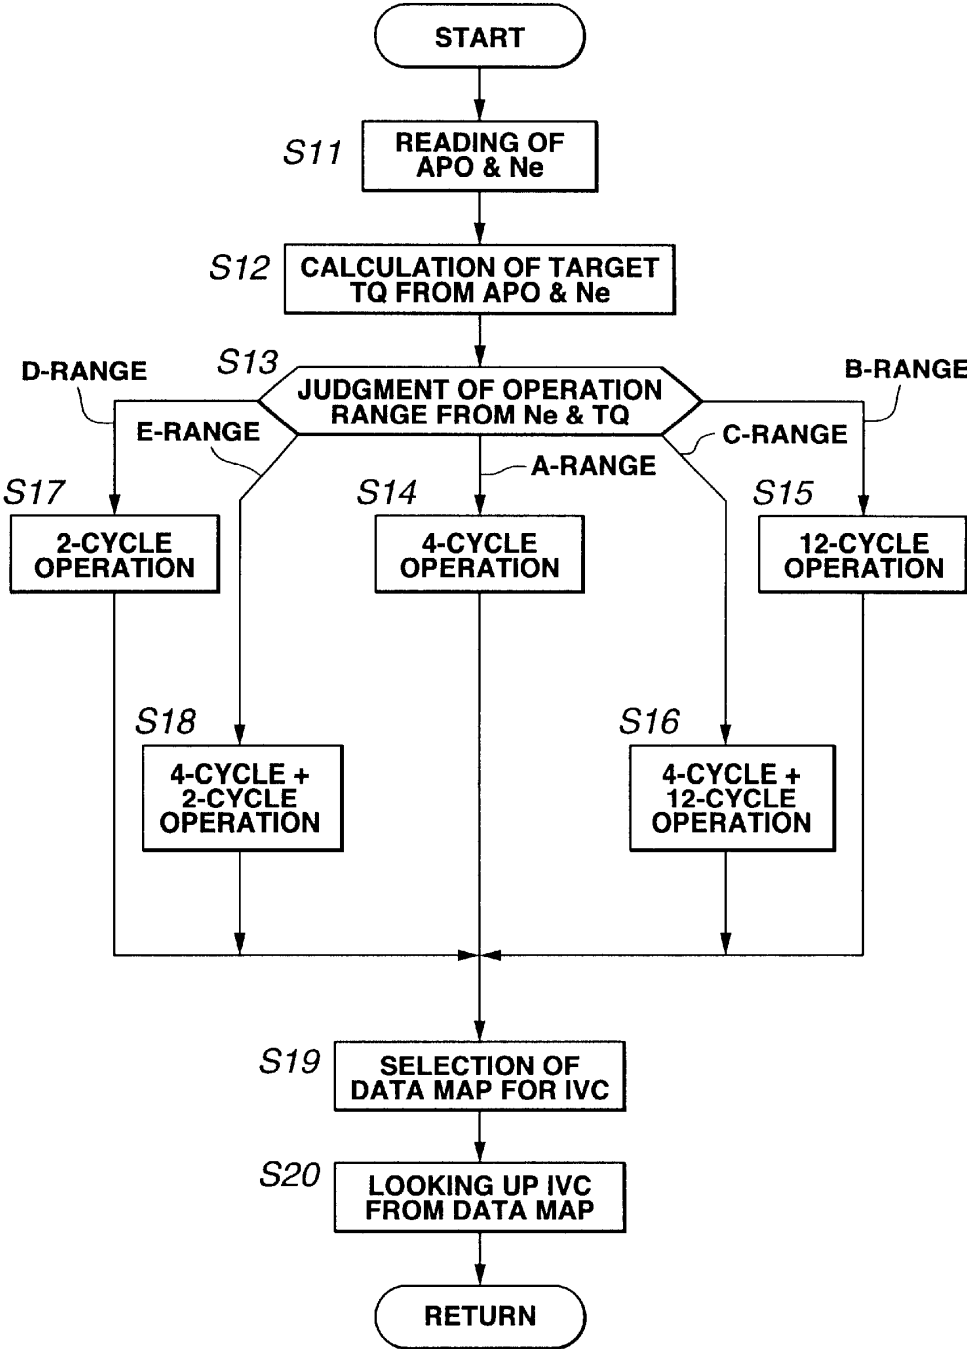 START
S11
READING OF
APO & Ne
S12
CALCULATION OF TARGET
TQ FROM APO & Ne
S13
JUDGMENT OF OPERATION
RANGE FROM Ne & TQ
D-RANGE
B-RANGE
E-RANGE
C-RANGE
A-RANGE
S17
2-CYCLE
OPERATION
S14
4-CYCLE
OPERATION
S15
12-CYCLE
OPERATION
S18
4-CYCLE +
2-CYCLE
OPERATION
S16
4-CYCLE +
12-CYCLE
OPERATION
S19
SELECTION OF
DATA MAP FOR IVC
S20
LOOKING UP IVC
FROM DATA MAP
RETURN